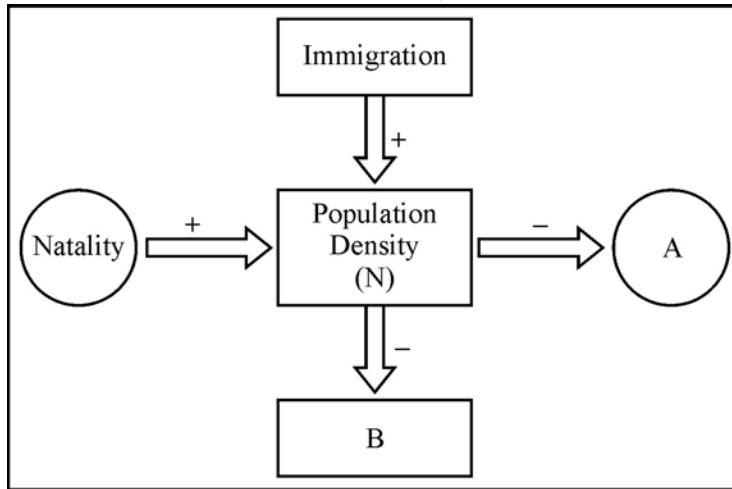 Immigration
+
Natality
+
Population
Density
(N)
–
A
–
B